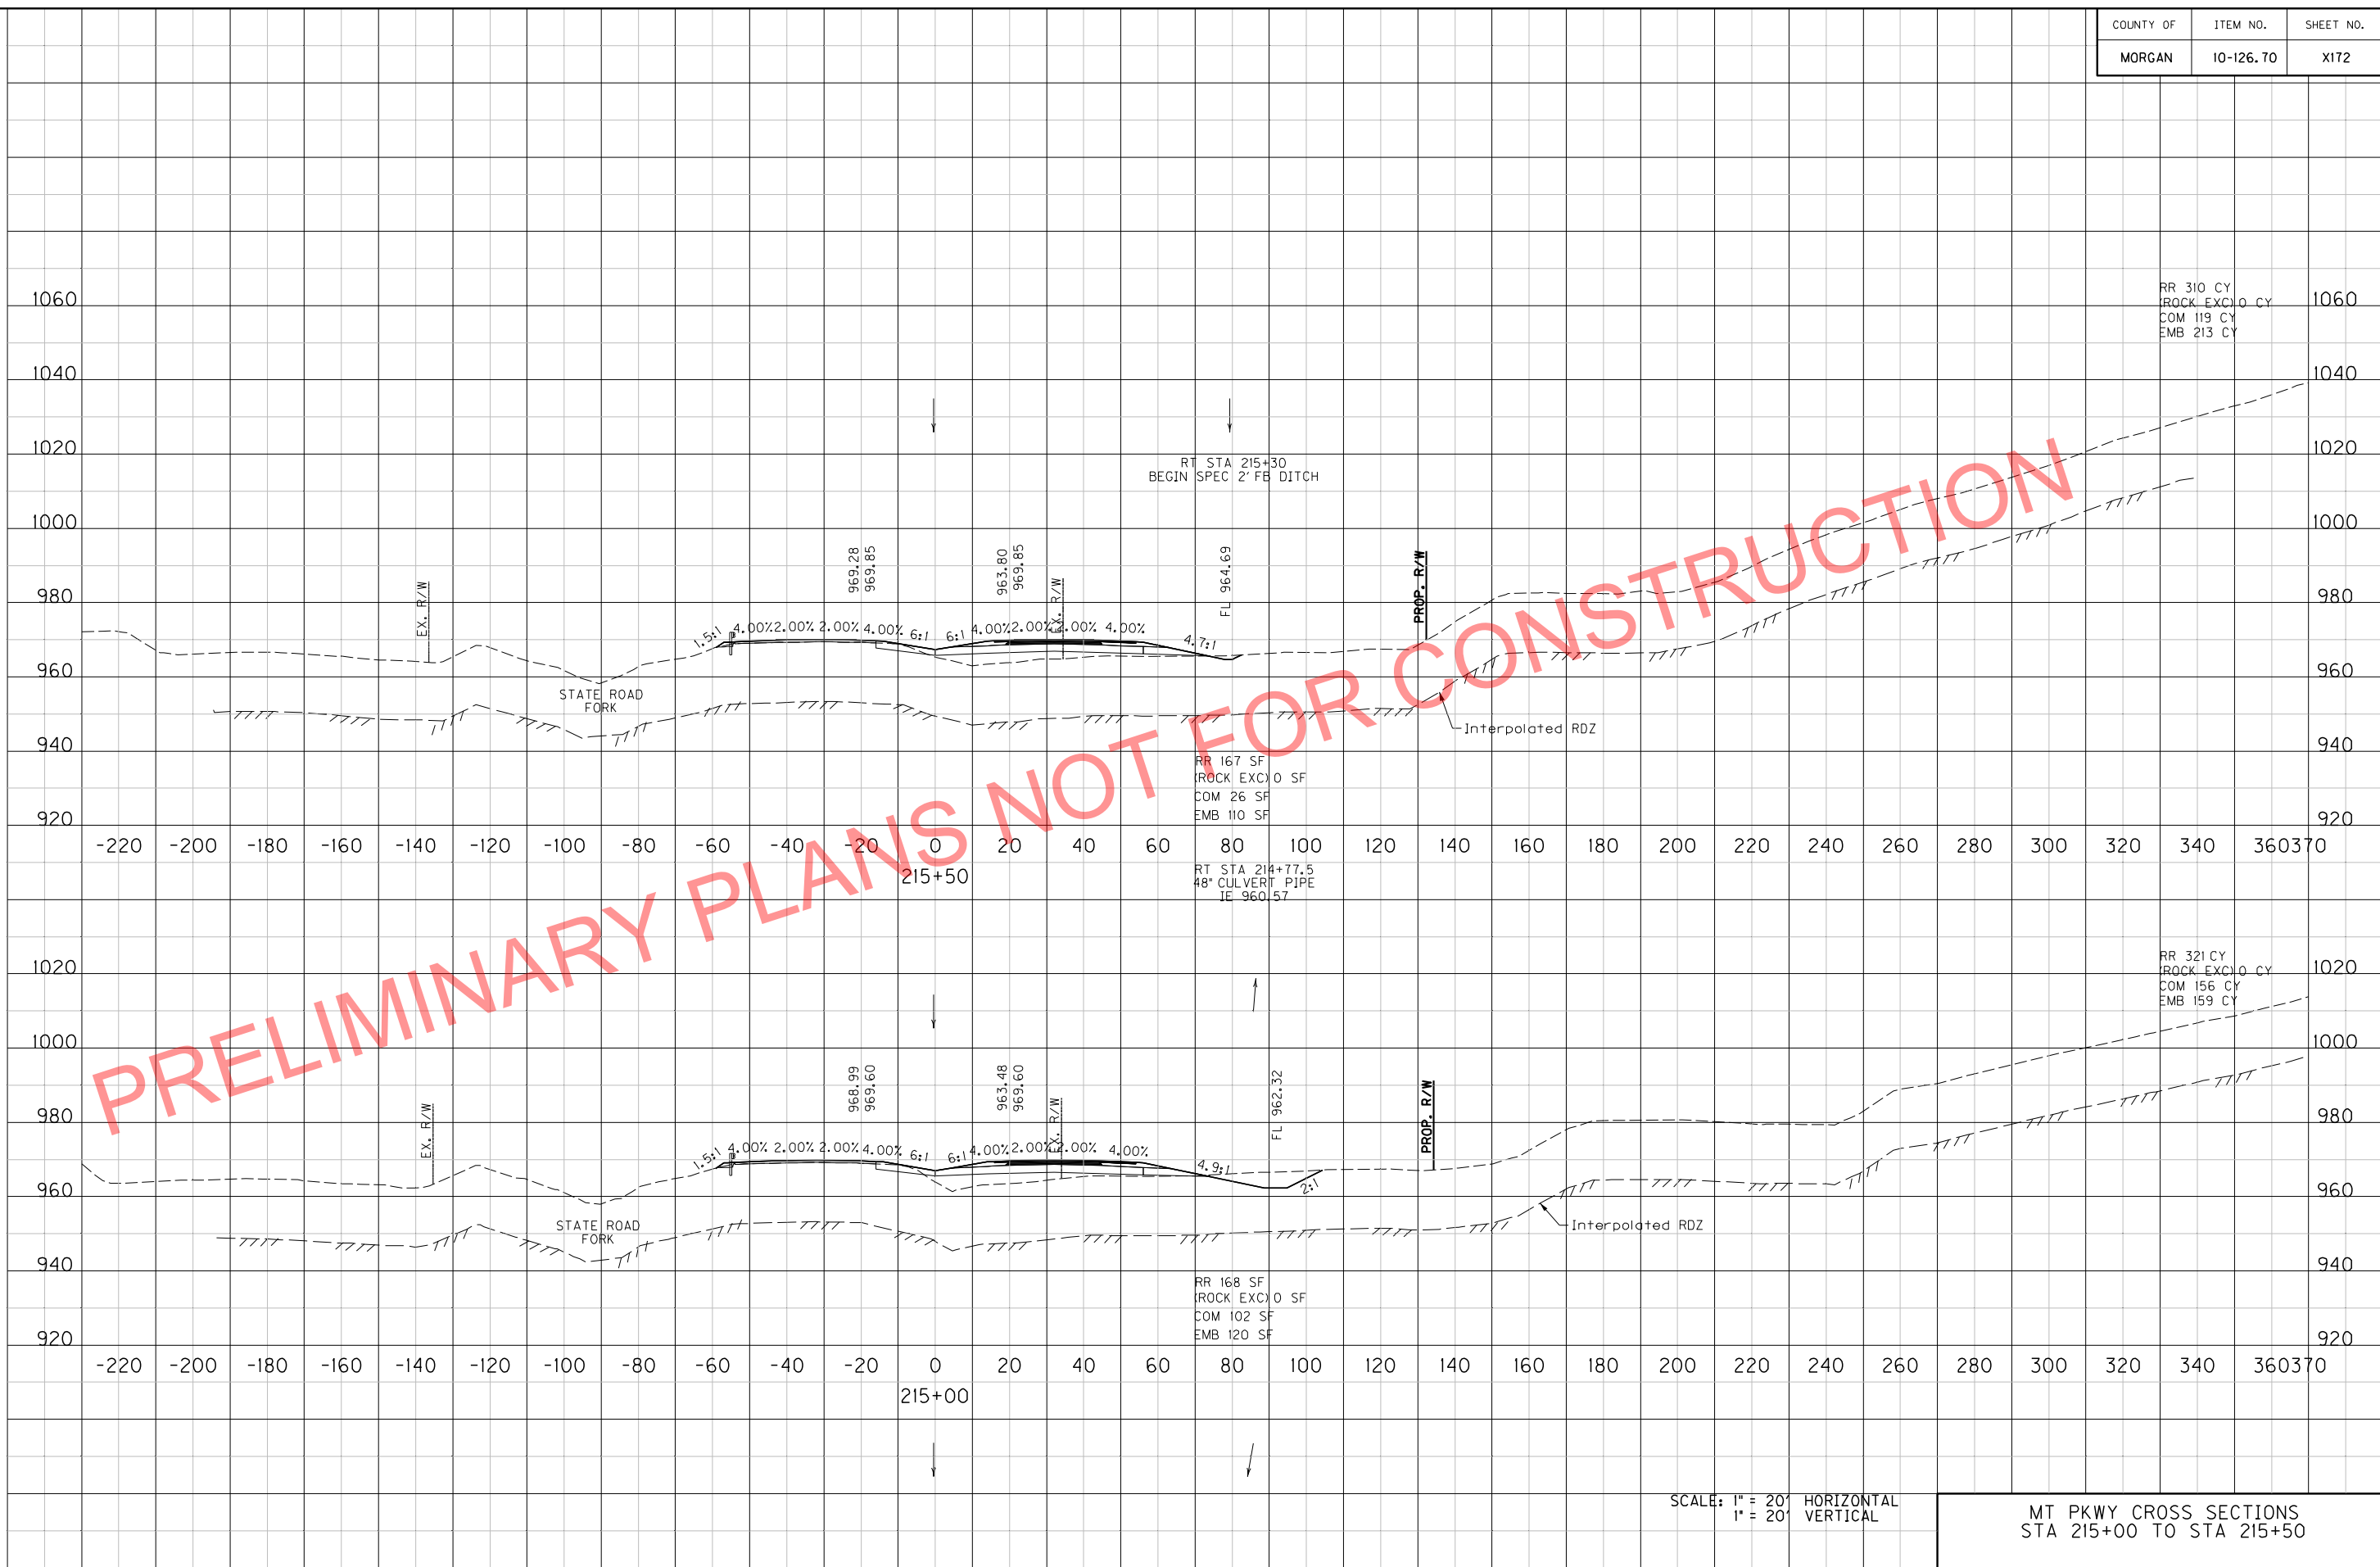 COUNTY OF ITEM NO. SHEET NO.
MORGAN 10-126.70 X172
RR 310 CY
(ROCK EXC) 0 CY
COM 119 CY
EMB 213 CY
1060 1060
1040 1040
1020 1020
1000 1000
980 980
960 960
940 940
920 920
RT STA 215+30
BEGIN SPEC 2' FB DITCH
EX. R/W
969.28
969.85
963.80
969.85
EX. R/W
FL 964.69
PROP. R/W
1.5:1 4.00% 2.00% 2.00% 4.00% 6:1 6:1 4.00% 2.00% 2.00% 4.00% 4.7:1
STATE ROAD
FORK
Interpolated RDZ
RR 167 SF
(ROCK EXC) 0 SF
COM 26 SF
EMB 110 SF
-220 -200 -180 -160 -140 -120 -100 -80 -60 -40 -20 0 20 40 60 80 100 120 140 160 180 200 220 240 260 280 300 320 340 360 370
215+50
RT STA 214+77.5
48" CULVERT PIPE
IE 960.57
PRELIMINARY PLANS NOT FOR CONSTRUCTION
RR 321 CY
(ROCK EXC) 0 CY
COM 156 CY
EMB 159 CY
1020 1020
1000 1000
980 980
960 960
940 940
920 920
EX. R/W
968.99
969.60
963.48
969.60
EX. R/W
FL 962.32
PROP. R/W
1.5:1 4.00% 2.00% 2.00% 4.00% 6:1 6:1 4.00% 2.00% 2.00% 4.00% 4.9:1
2:1
STATE ROAD
FORK
Interpolated RDZ
RR 168 SF
(ROCK EXC) 0 SF
COM 102 SF
EMB 120 SF
-220 -200 -180 -160 -140 -120 -100 -80 -60 -40 -20 0 20 40 60 80 100 120 140 160 180 200 220 240 260 280 300 320 340 360 370
215+00
SCALE: 1" = 20' HORIZONTAL
1" = 20' VERTICAL
MT PKWY CROSS SECTIONS
STA 215+00 TO STA 215+50